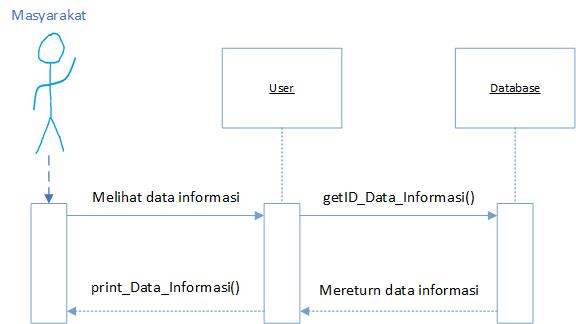 Masyarakat
User
Database
Melihat data informasi
getID_Data_Informasi()
print_Data_Informasi()
Mereturn data informasi